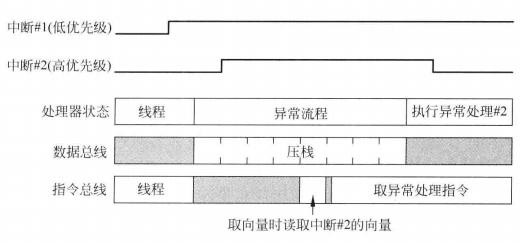 中断#1(低优先级)
中断#2(高优先级)
处理器状态 线程 异常流程 执行异常处理#2
数据总线 压栈
指令总线 线程 取异常处理指令
取向量时读取中断#2的向量